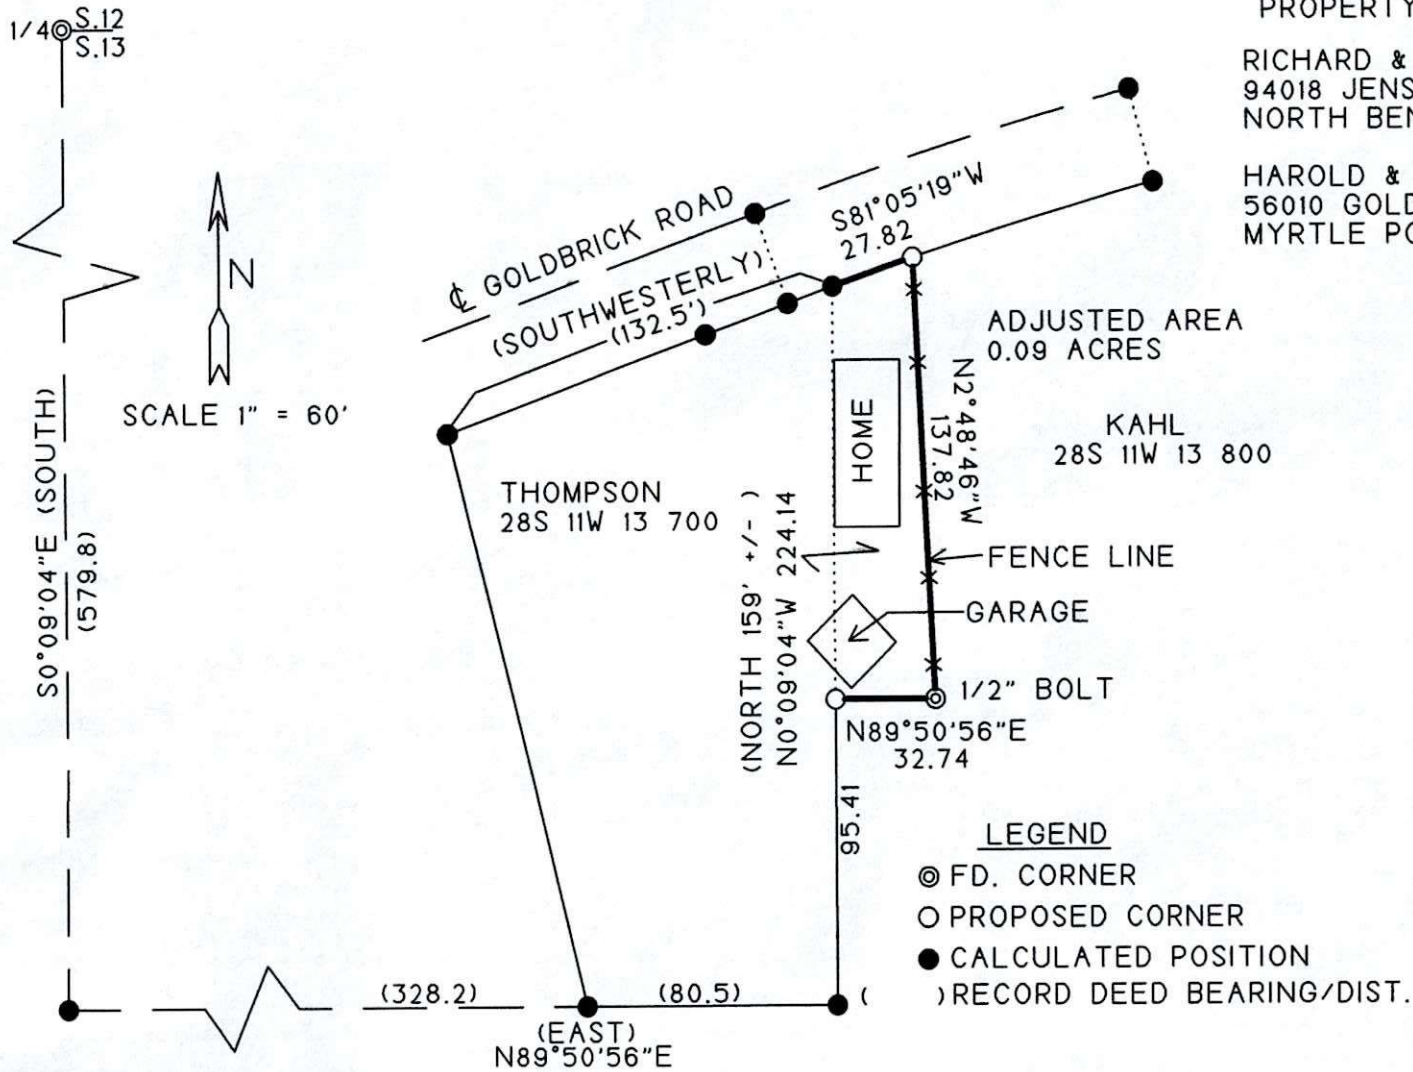 1/4 S.12
S.13
PROPERTY
RICHARD &
94018 JENS
NORTH BEN
HAROLD &
56010 GOLD
MYRTLE PO
S81°05'19"W
27.82
℄ GOLDBRICK ROAD
(SOUTHWESTERLY)
(132.5')
N
SCALE 1" = 60'
ADJUSTED AREA
0.09 ACRES
N2°48'46"W
137.82
HOME
KAHL
28S 11W 13 800
S0°09'04"E (SOUTH)
(579.8)
THOMPSON
28S 11W 13 700
(NORTH 159' +/- )
N0°09'04"W 224.14
FENCE LINE
GARAGE
1/2" BOLT
N89°50'56"E
32.74
95.41
LEGEND
FD. CORNER
PROPOSED CORNER
CALCULATED POSITION
( ) RECORD DEED BEARING/DIST.
(328.2)
(80.5)
(EAST)
N89°50'56"E